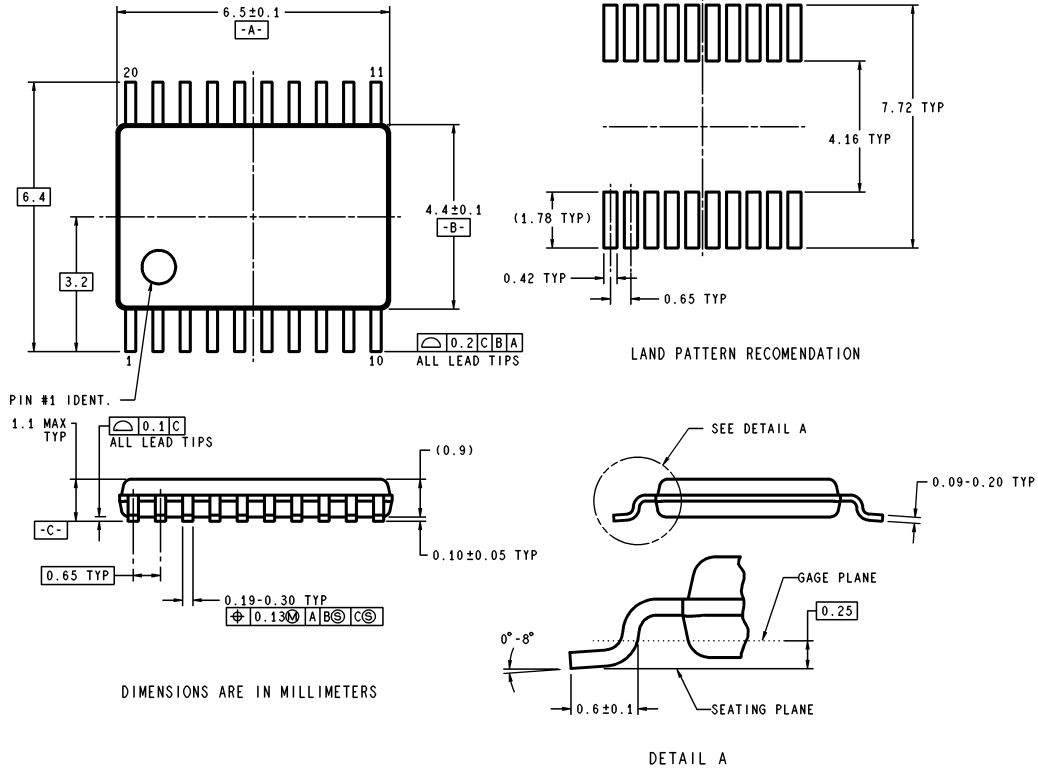 6.5±0.1
-A-
20
11
6.4
3.2
4.4±0.1
-B-
1
10
0.2 C B A
ALL LEAD TIPS
PIN #1 IDENT.
7.72 TYP
4.16 TYP
(1.78 TYP)
0.42 TYP
0.65 TYP
LAND PATTERN RECOMENDATION
1.1 MAX
TYP
0.1 C
ALL LEAD TIPS
(0.9)
-C-
0.10±0.05 TYP
0.65 TYP
0.19-0.30 TYP
⌖ 0.13Ⓜ A BⓈ CⓈ
SEE DETAIL A
0.09-0.20 TYP
GAGE PLANE
0.25
0°-8°
0.6±0.1
SEATING PLANE
DIMENSIONS ARE IN MILLIMETERS
DETAIL A